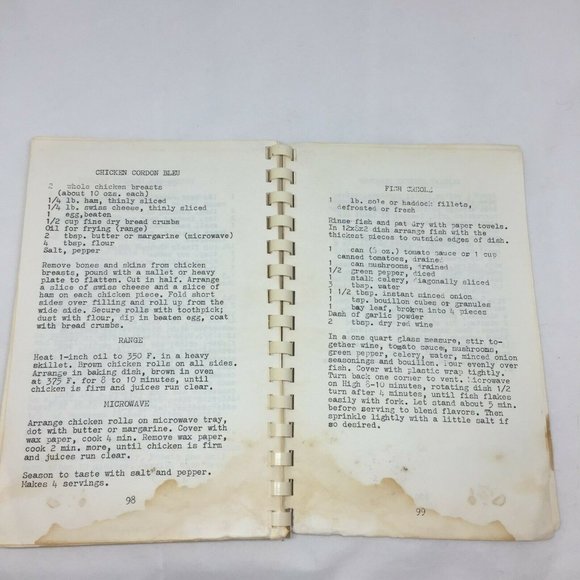 CHICKEN CORDON BLEU
2 whole chicken breasts
(about 10 ozs. each)
1/4 lb. ham, thinly sliced
1/4 lb. swiss cheese, thinly sliced
1 egg,beaten
1/2 cup fine dry bread crumbs
Oil for frying (range)
2 tbsp. butter or margarine (microwave)
4 tbsp. flour
Salt, pepper
Remove bones and skins from chicken
breasts, pound with a mallet or heavy
plate to flatten. Cut in half. Arrange
a slice of swiss cheese and a slice of
ham on each chicken piece. Fold short
sides over filling and roll up from the
wide side. Secure rolls with toothpick;
dust with flour, dip in beaten egg, coat
with bread crumbs.
RANGE
Heat 1-inch oil to 350 F. in a heavy
skillet. Brown chicken rolls on all sides.
Arrange in baking dish, brown in oven
at 375 F. for 8 to 10 minutes, until
chicken is firm and juices run clear.
MICROWAVE
Arrange chicken rolls on microwave tray,
dot with butter or margarine. Cover with
wax paper, cook 4 min. Remove wax paper,
cook 2 min. more, until chicken is firm
and juices run clear.
Season to taste with salt and pepper.
Makes 4 servings.
98
FISH CREOLE
1 lb. sole or haddock fillets,
defrosted or fresh
Rinse fish and pat dry with paper towels.
In 12x8x2 dish arrange fish with the
thickest pieces to outside edges of dish.
1 can (8 oz.) tomato sauce or 1 cup
canned tomatoes, drained
1 can mushrooms, drained
1/2 green pepper, diced
1 stalk celery, diagonally sliced
3 tbsp. water
1 1/2 tbsp. instant minced onion
1 tsp. bouillon cubes or granules
1 bay leaf, broken into 4 pieces
Dash of garlic powder
2 tbsp. dry red wine
In a one quart glass measure, stir to-
gether wine, tomato sauce, mushrooms,
green pepper, celery, water, minced onion
seasonings and bouillon. Pour evenly over
fish. Cover with plastic wrap tightly.
Turn back one corner to vent. Microwave
on High 8-10 minutes, rotating dish 1/2
turn after 4 minutes, until fish flakes
easily with fork. Let stand about 5 min.
before serving to blend flavors. Then
sprinkle lightly with a little salt if
so desired.
99